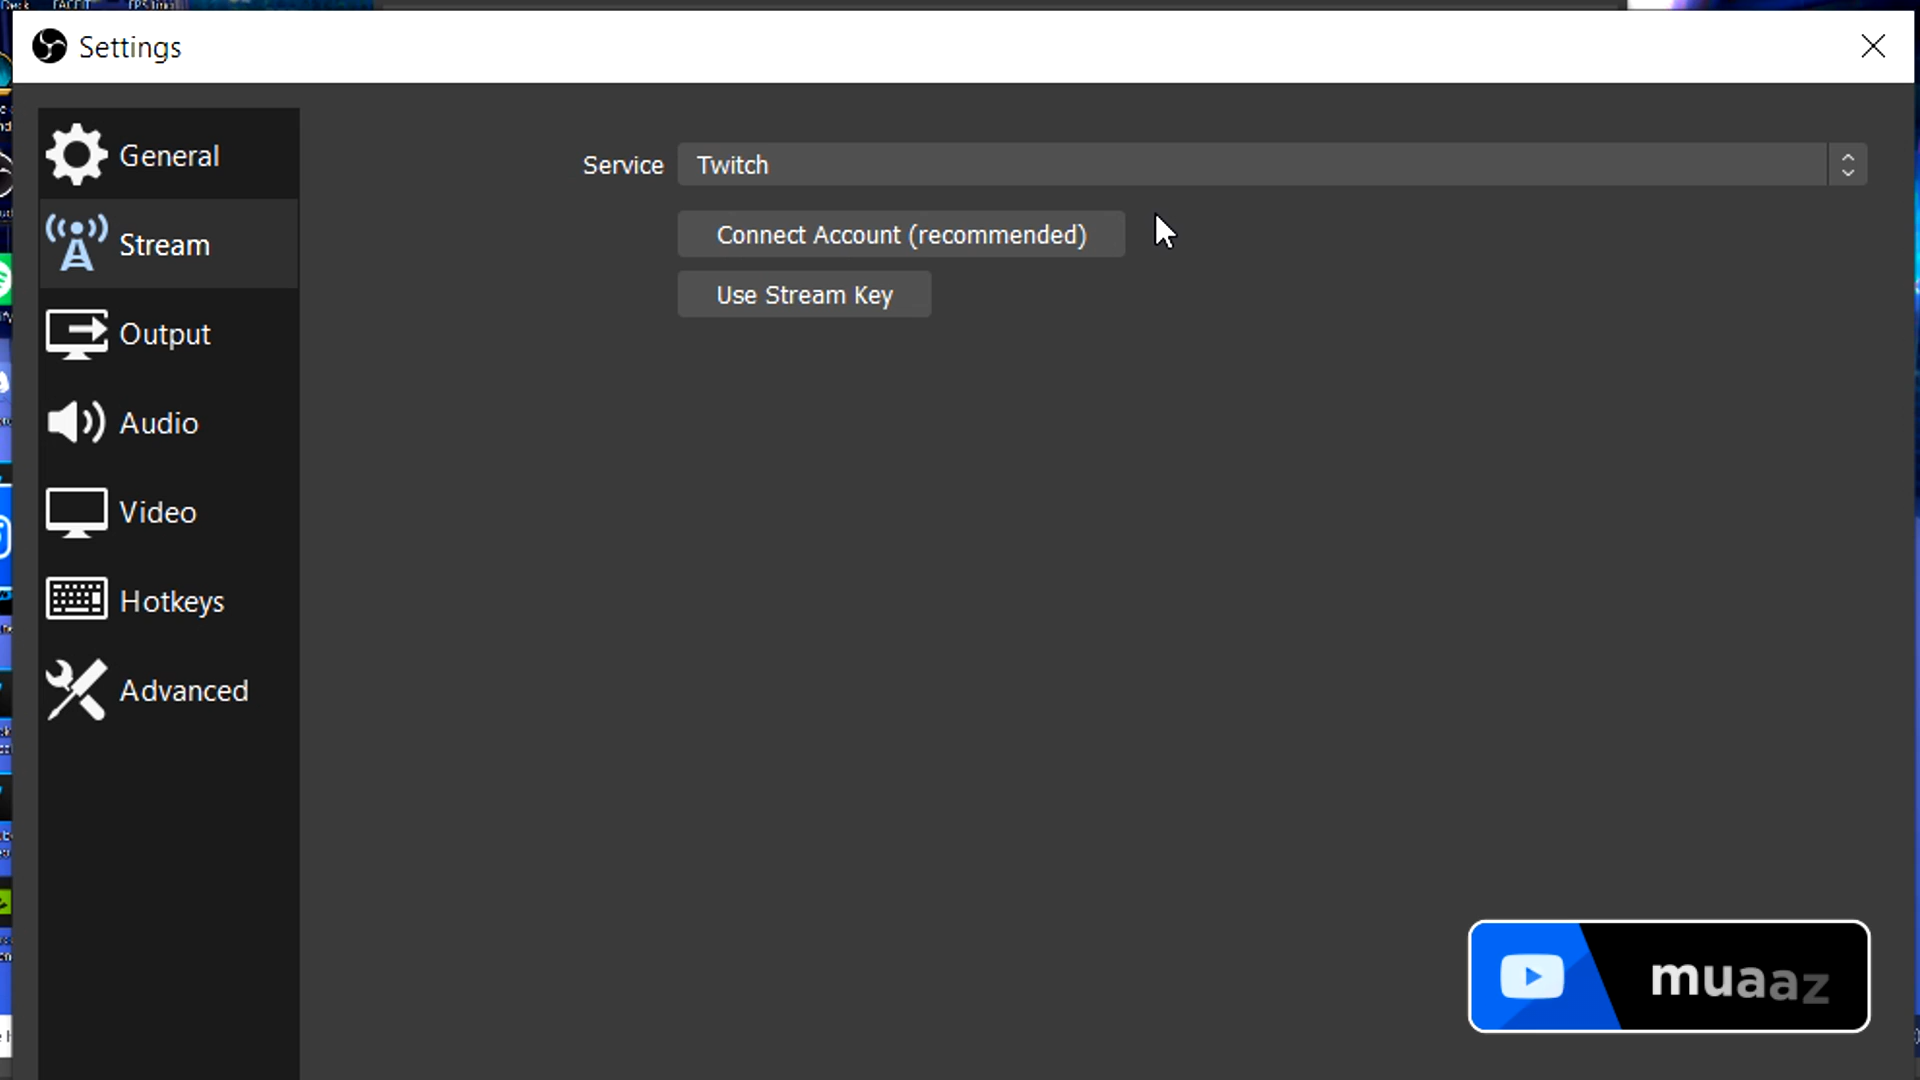 Settings
General
Service
Twitch
Stream
Connect Account (recommended)
Use Stream Key
Output
Audio
Video
Hotkeys
Advanced
muaaz